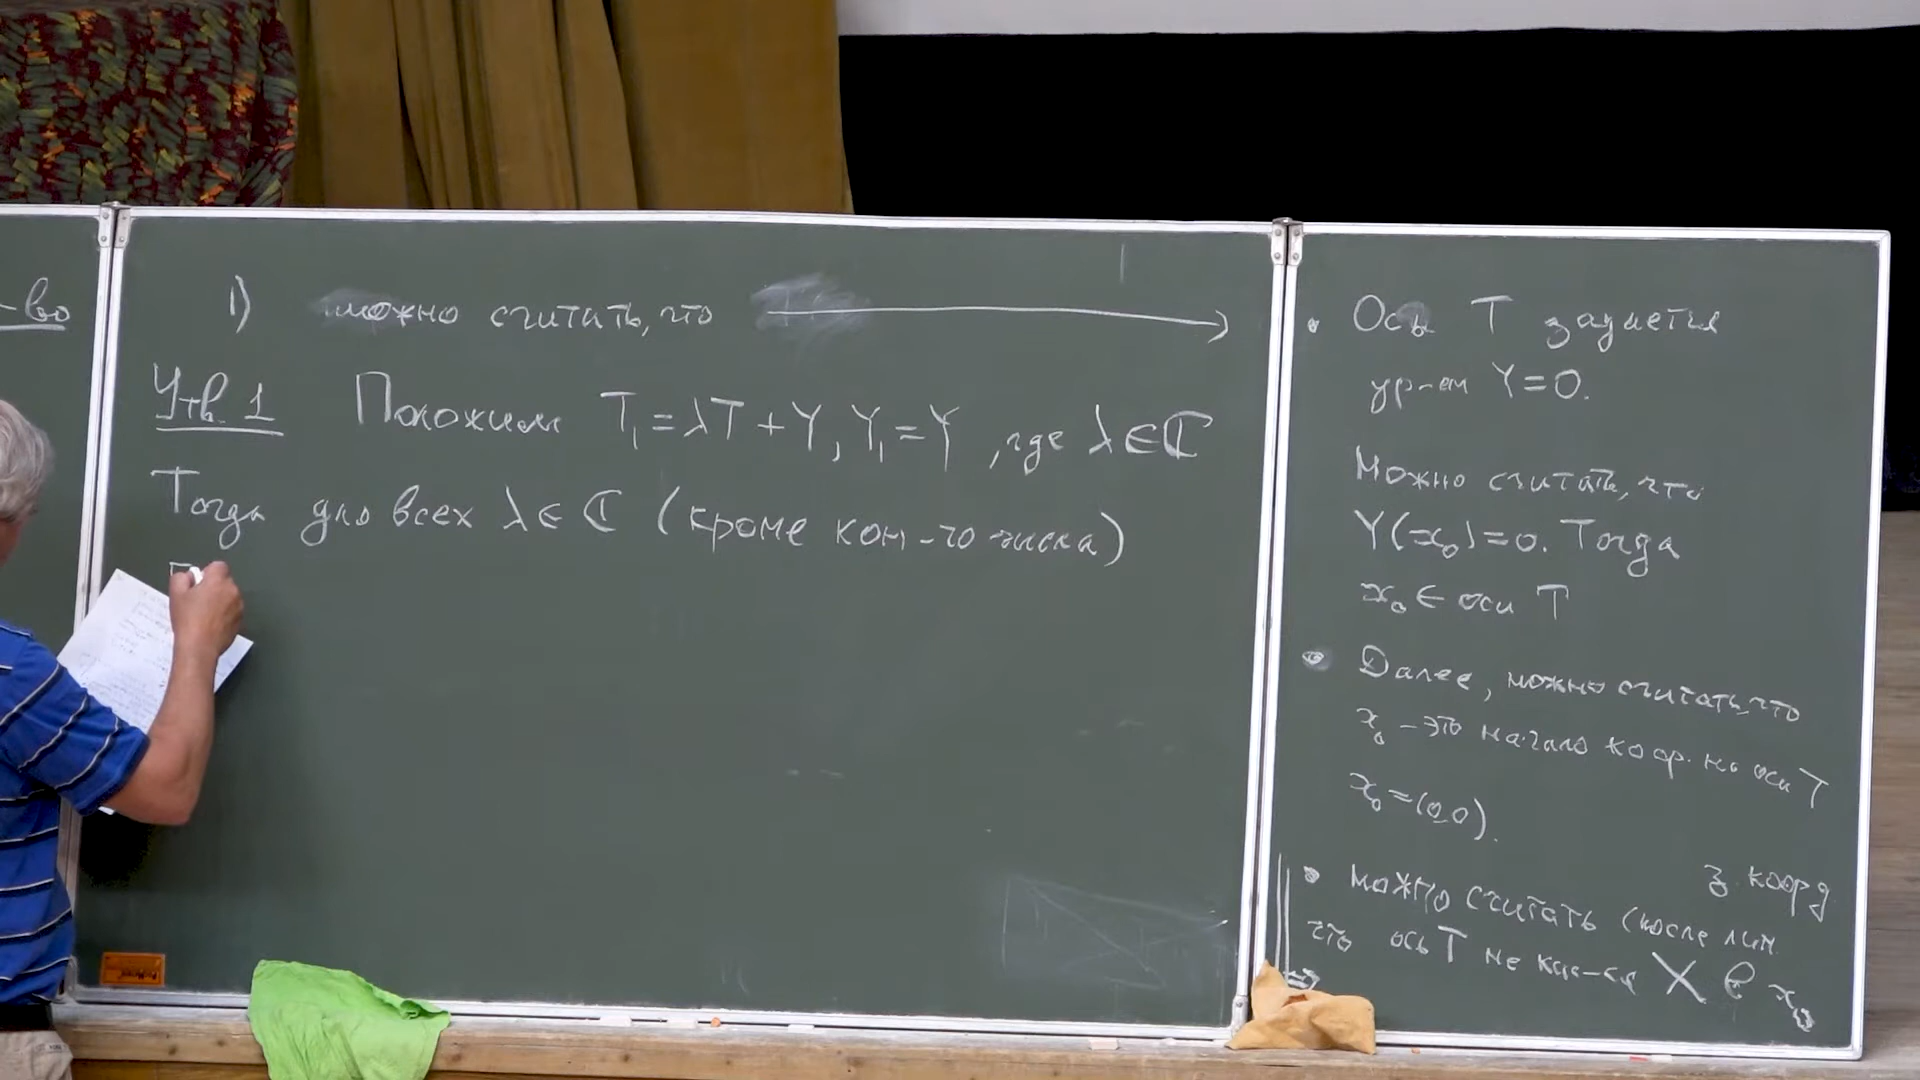 -во
1) можно считать, что
Утв. 1 Положим T₁ = λT + Y, Y₁ = Y, где λ ∈ ℂ
Тогда для всех λ ∈ ℂ (кроме кон-го числа)
• Ось T задается
ур-ем Y = 0.
Можно считать, что
Y(x₀) = 0. Тогда
x₀ ∈ оси T
• Далее, можно считать, что
x₀ – это начало коор. на оси T
x₀ = (0,0).
• можно считать (после лин. з. коорд
что ось T не кас-ся X в x₀